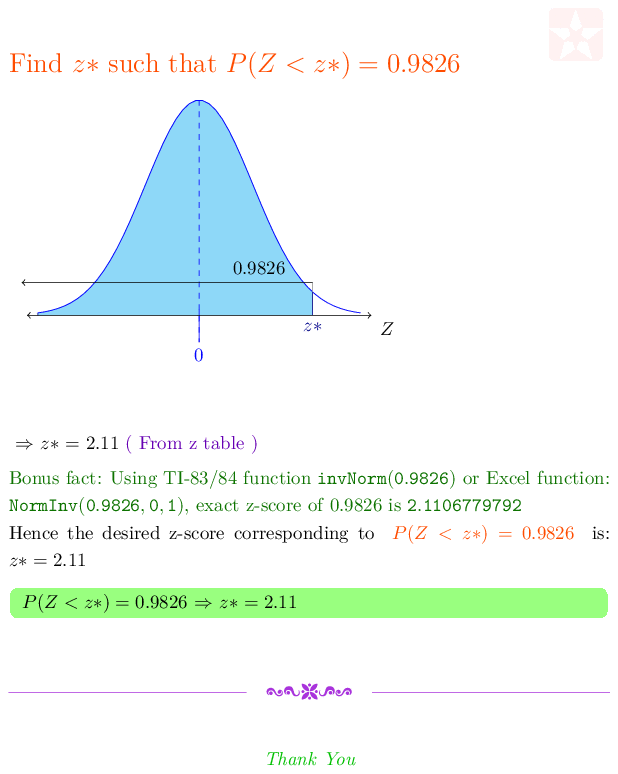 Find z∗ such that P(Z < z∗) = 0.9826
0.9826
z∗
Z
0
⇒ z∗ = 2.11 ( From z table )
Bonus fact: Using TI-83/84 function invNorm(0.9826) or Excel function:
NormInv(0.9826, 0, 1), exact z-score of 0.9826 is 2.1106779792
Hence the desired z-score corresponding to P(Z < z∗) = 0.9826 is:
z∗ = 2.11
P(Z < z∗) = 0.9826 ⇒ z∗ = 2.11
Thank You